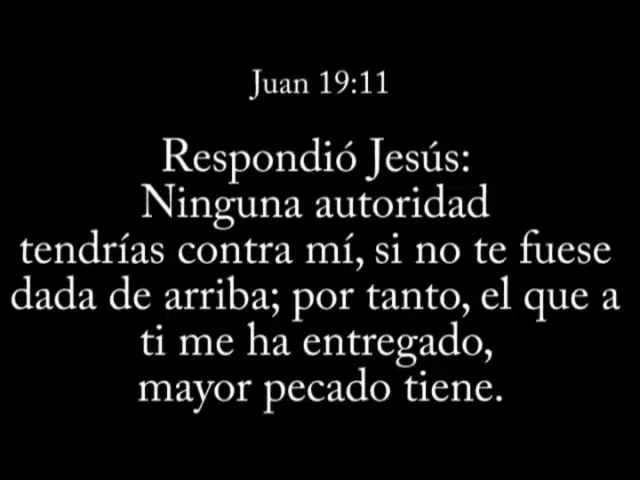 Juan 19:11
Respondió Jesús:
Ninguna autoridad
tendrías contra mí, si no te fuese
dada de arriba; por tanto, el que a
ti me ha entregado,
mayor pecado tiene.